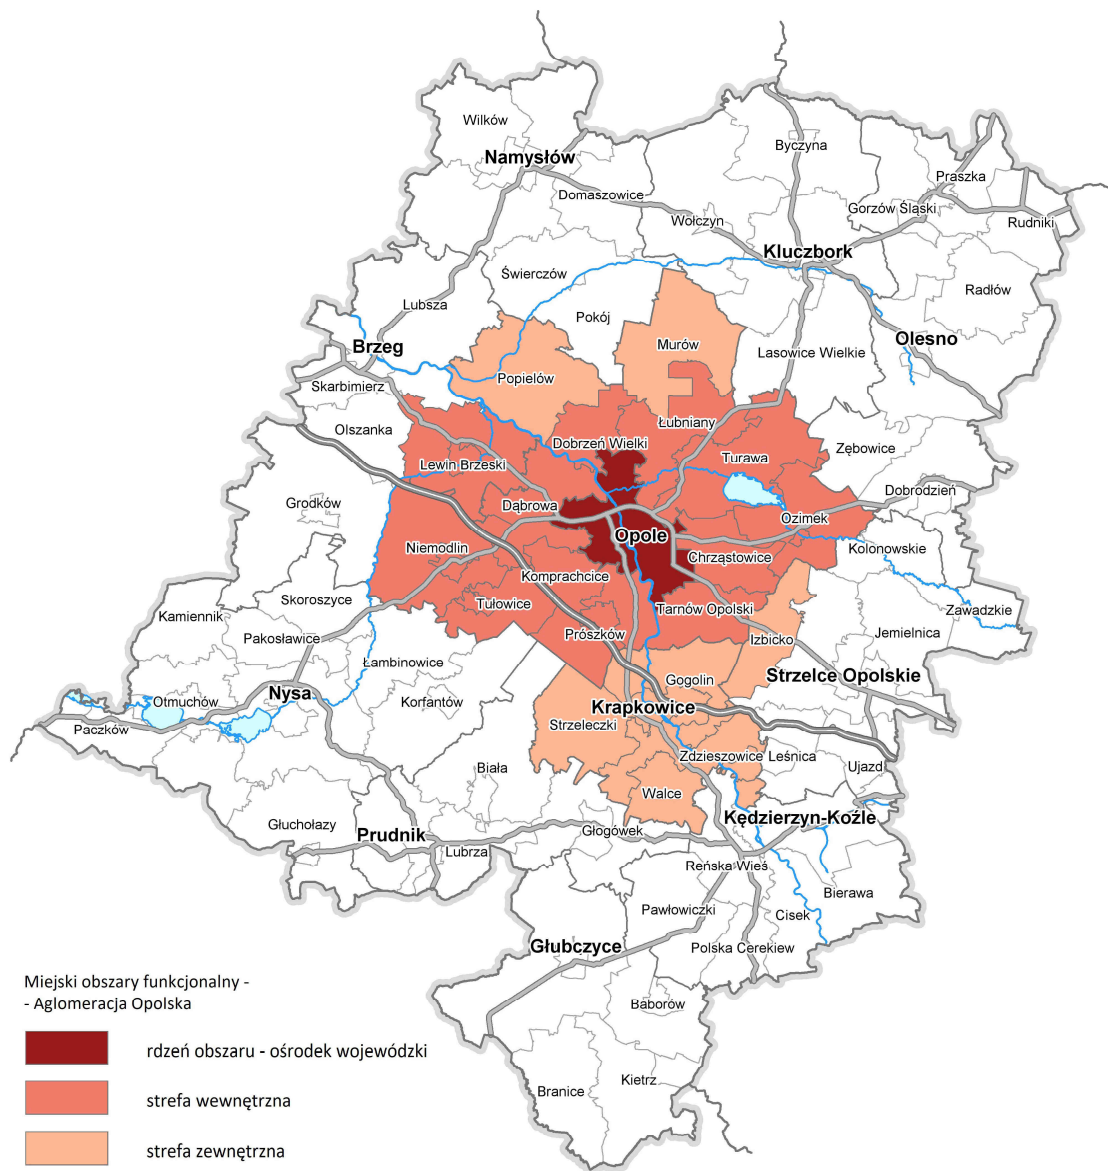 Wilków
Namysłów
Byczyna
Praszka
Domaszowice
Gorzów Śląski
Wołczyn
Rudniki
Kluczbork
Świerczów
Radłów
Lubsza
Pokój
Olesno
Murów
Brzeg
Lasowice Wielkie
Popielów
Skarbimierz
Łubniany
Olszanka
Dobrzeń Wielki
Zębowice
Turawa
Lewin Brzeski
Dobrodzień
Grodków
Dąbrowa
Ozimek
Opole
Niemodlin
Chrząstowice
Kolonowskie
Komprachcice
Skoroszyce
Tułowice
Tarnów Opolski
Zawadzkie
Kamiennik
Prószków
Izbicko
Jemielnica
Pakosławice
Łambinowice
Gogolin
Strzelce Opolskie
Nysa
Otmuchów
Korfantów
Krapkowice
Paczków
Strzeleczki
Zdzieszowice
Leśnica
Ujazd
Biała
Walce
Kędzierzyn-Koźle
Głuchołazy
Prudnik
Głogówek
Lubrza
Reńska Wieś
Bierawa
Pawłowiczki
Cisek
Głubczyce
Polska Cerekiew
Baborów
Kietrz
Branice
Miejski obszary funkcjonalny -
- Aglomeracja Opolska
rdzeń obszaru - ośrodek wojewódzki
strefa wewnętrzna
strefa zewnętrzna